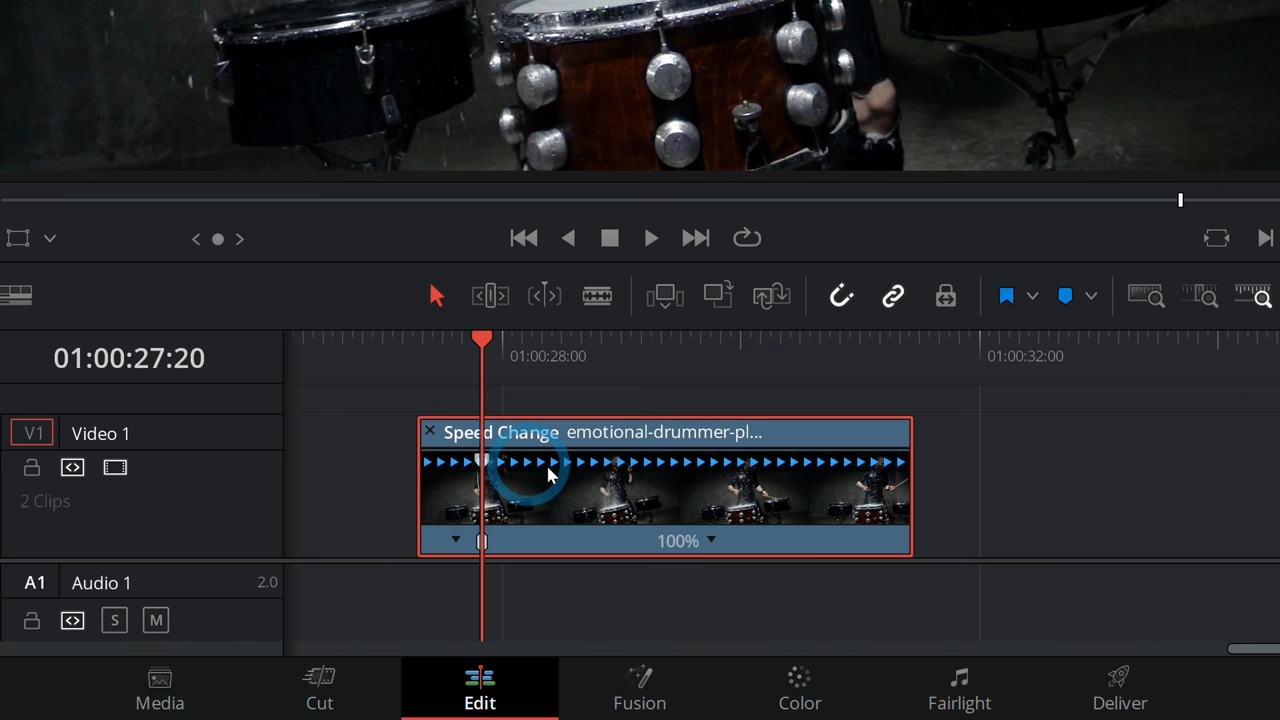 01:00:27:20
01:00:28:00
01:00:32:00
V1 Video 1
Speed Change emotional-drummer-pl...
2 Clips
100%
A1 Audio 1 2.0
S M
Media Cut Edit Fusion Color Fairlight Deliver